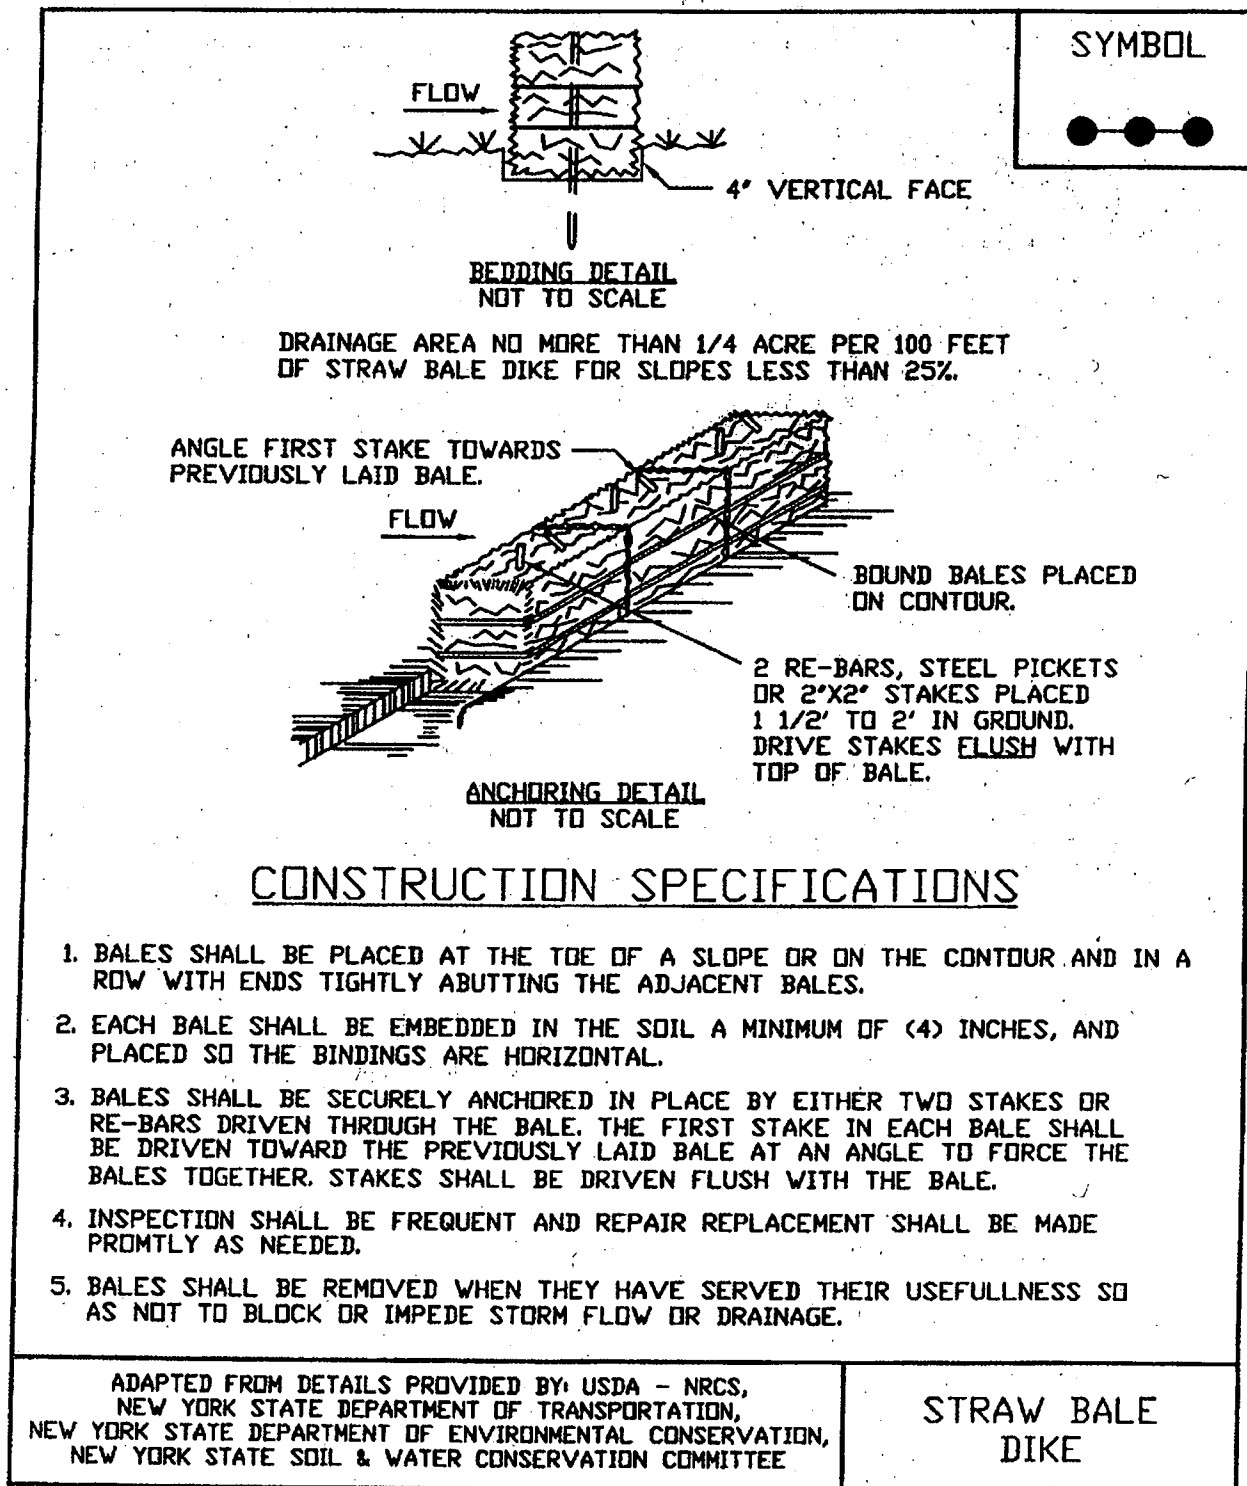 SYMBOL
FLOW
4" VERTICAL FACE
BEDDING DETAIL
NOT TO SCALE
DRAINAGE AREA NO MORE THAN 1/4 ACRE PER 100 FEET
OF STRAW BALE DIKE FOR SLOPES LESS THAN 25%.
ANGLE FIRST STAKE TOWARDS
PREVIOUSLY LAID BALE.
FLOW
BOUND BALES PLACED
ON CONTOUR.
2 RE-BARS, STEEL PICKETS
OR 2"X2" STAKES PLACED
1 1/2' TO 2' IN GROUND.
DRIVE STAKES FLUSH WITH
TOP OF BALE.
ANCHORING DETAIL
NOT TO SCALE
CONSTRUCTION SPECIFICATIONS
1. BALES SHALL BE PLACED AT THE TOE OF A SLOPE OR ON THE CONTOUR AND IN A
ROW WITH ENDS TIGHTLY ABUTTING THE ADJACENT BALES.
2. EACH BALE SHALL BE EMBEDDED IN THE SOIL A MINIMUM OF (4) INCHES, AND
PLACED SO THE BINDINGS ARE HORIZONTAL.
3. BALES SHALL BE SECURELY ANCHORED IN PLACE BY EITHER TWO STAKES OR
RE-BARS DRIVEN THROUGH THE BALE. THE FIRST STAKE IN EACH BALE SHALL
BE DRIVEN TOWARD THE PREVIOUSLY LAID BALE AT AN ANGLE TO FORCE THE
BALES TOGETHER. STAKES SHALL BE DRIVEN FLUSH WITH THE BALE.
4. INSPECTION SHALL BE FREQUENT AND REPAIR REPLACEMENT SHALL BE MADE
PROMTLY AS NEEDED.
5. BALES SHALL BE REMOVED WHEN THEY HAVE SERVED THEIR USEFULLNESS SO
AS NOT TO BLOCK OR IMPEDE STORM FLOW OR DRAINAGE.
ADAPTED FROM DETAILS PROVIDED BY: USDA - NRCS,
NEW YORK STATE DEPARTMENT OF TRANSPORTATION,
NEW YORK STATE DEPARTMENT OF ENVIRONMENTAL CONSERVATION,
NEW YORK STATE SOIL & WATER CONSERVATION COMMITTEE
STRAW BALE
DIKE